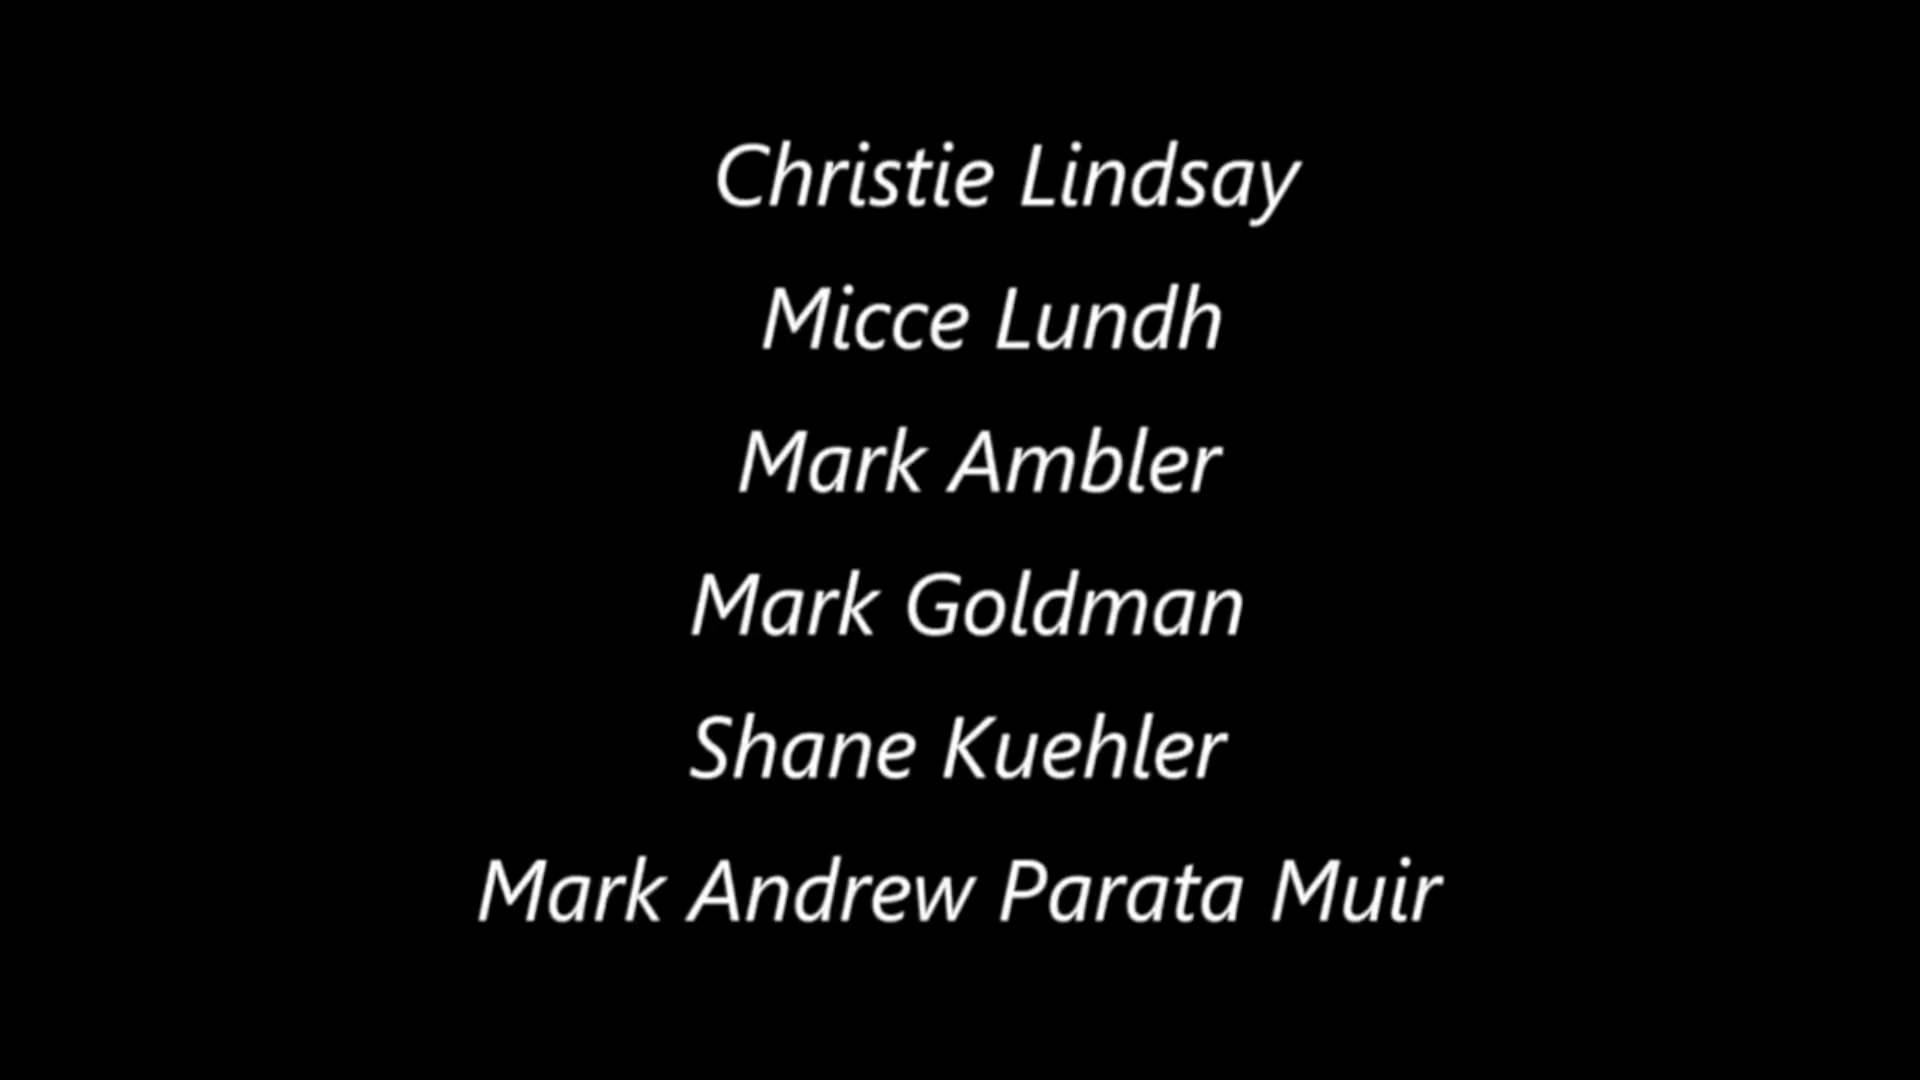 Christie Lindsay
Micce Lundh
Mark Ambler
Mark Goldman
Shane Kuehler
Mark Andrew Parata Muir